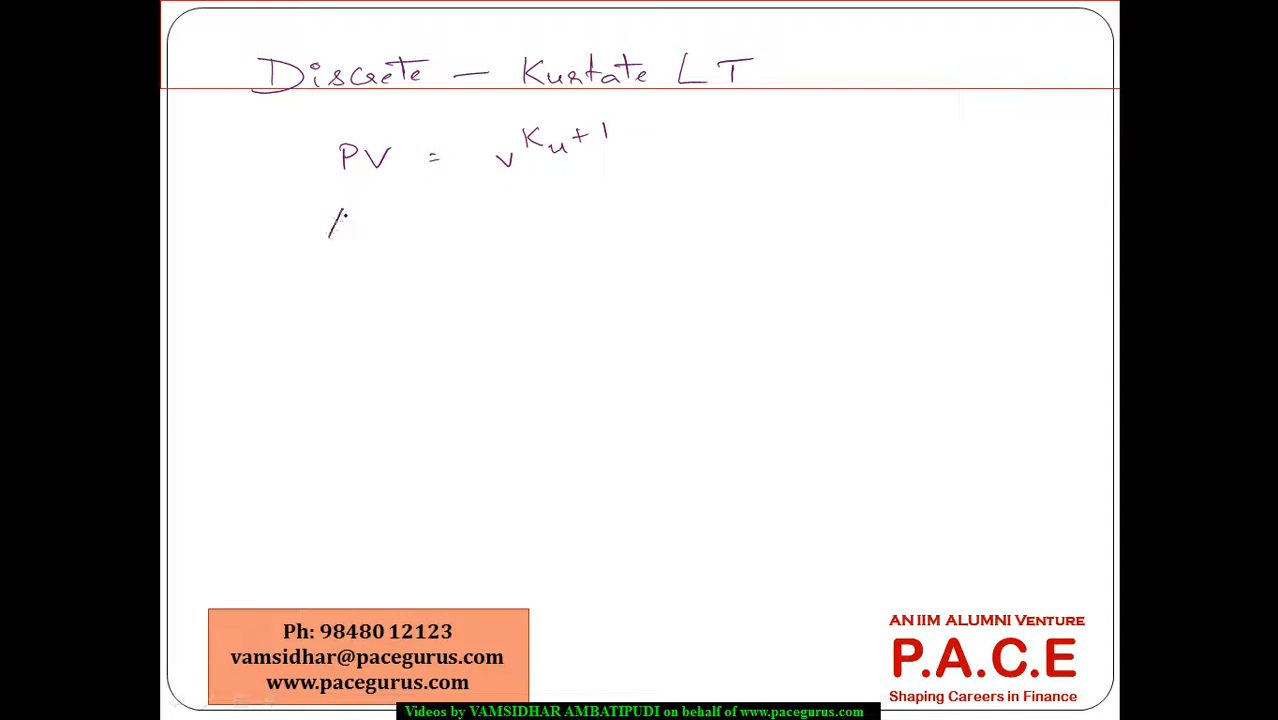 Discrete — Kurtate LT
PV = v^{Ku+1}
Ph: 98480 12123
vamsidhar@pacegurus.com
www.pacegurus.com
AN IIM ALUMNI VENTURE
P.A.C.E
Shaping Careers in Finance
Videos by VAMSIDHAR AMBATIPUDI on behalf of www.pacegurus.com